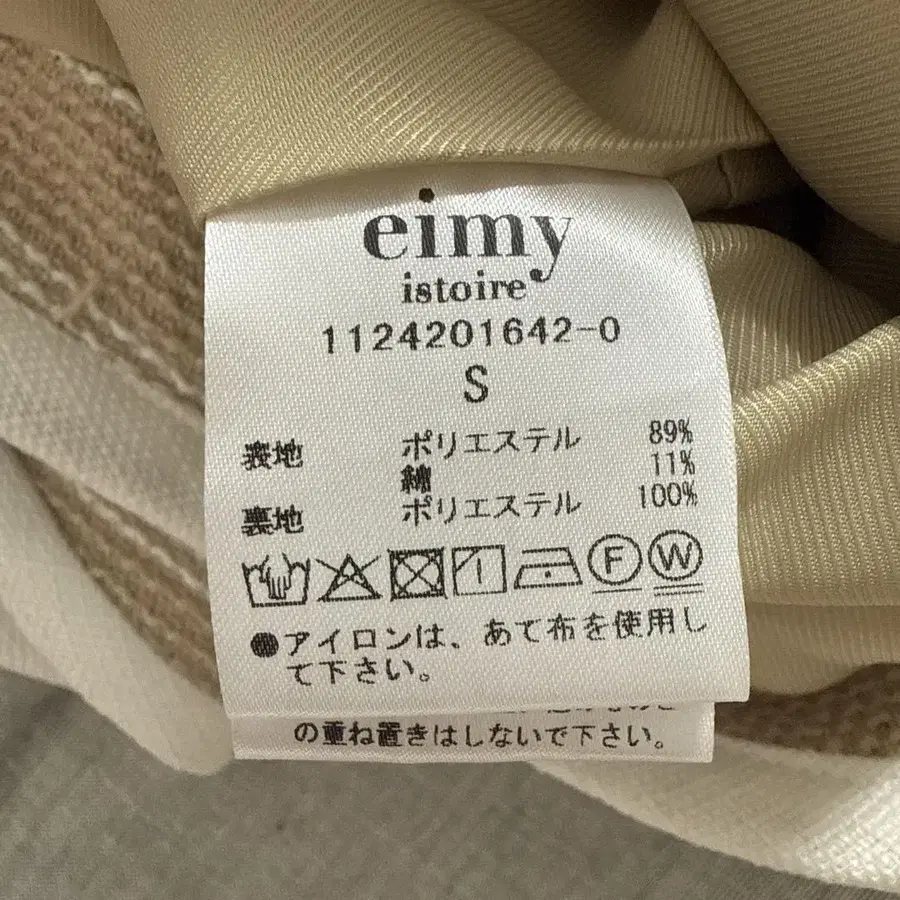 eimy
istoire
1124201642-0
S
表地 ポリエステル 89%
綿 11%
裏地 ポリエステル 100%
F W
●アイロンは、あて布を使用し
て下さい。
の重ね置きはしないで下さい。